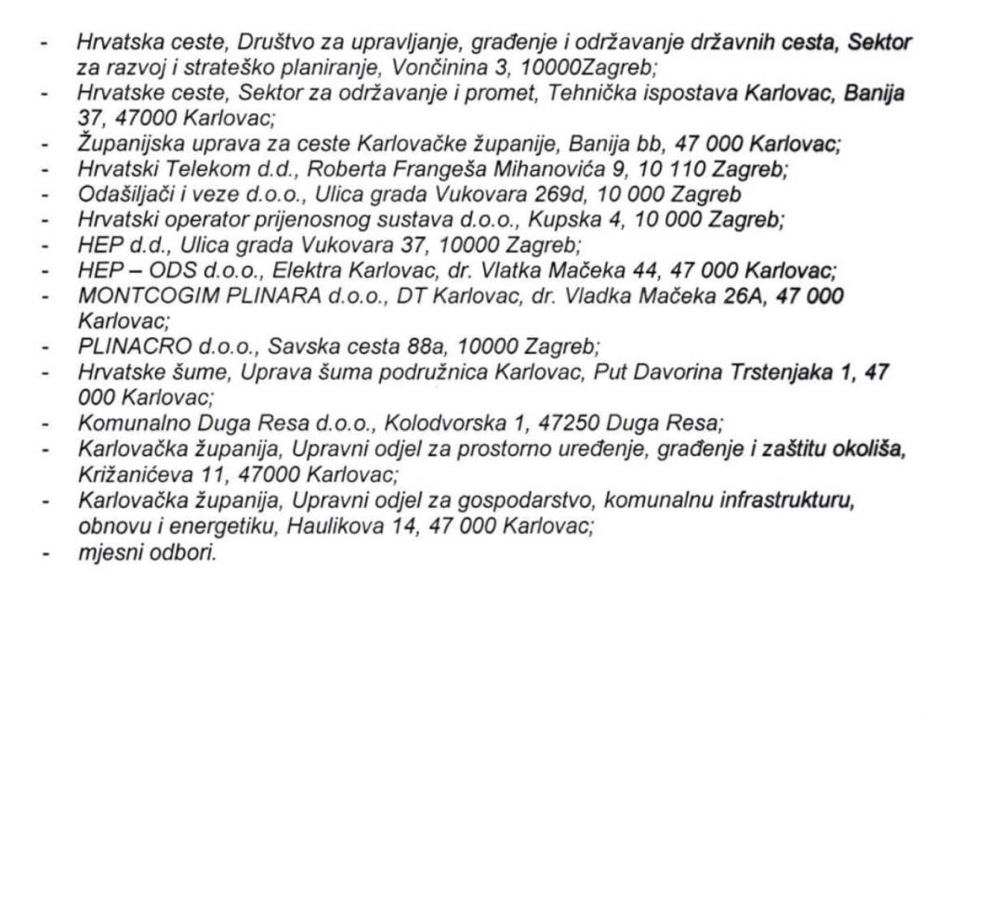 - Hrvatska ceste, Društvo za upravljanje, građenje i održavanje državnih cesta, Sektor
za razvoj i strateško planiranje, Vončinina 3, 10000Zagreb;
- Hrvatske ceste, Sektor za održavanje i promet, Tehnička ispostava Karlovac, Banija
37, 47000 Karlovac;
- Županijska uprava za ceste Karlovačke županije, Banija bb, 47 000 Karlovac;
- Hrvatski Telekom d.d., Roberta Frangeša Mihanovića 9, 10 110 Zagreb;
- Odašiljači i veze d.o.o., Ulica grada Vukovara 269d, 10 000 Zagreb
- Hrvatski operator prijenosnog sustava d.o.o., Kupska 4, 10 000 Zagreb;
- HEP d.d., Ulica grada Vukovara 37, 10000 Zagreb;
- HEP – ODS d.o.o., Elektra Karlovac, dr. Vlatka Mačeka 44, 47 000 Karlovac;
- MONTCOGIM PLINARA d.o.o., DT Karlovac, dr. Vladka Mačeka 26A, 47 000
Karlovac;
- PLINACRO d.o.o., Savska cesta 88a, 10000 Zagreb;
- Hrvatske šume, Uprava šuma podružnica Karlovac, Put Davorina Trstenjaka 1, 47
000 Karlovac;
- Komunalno Duga Resa d.o.o., Kolodvorska 1, 47250 Duga Resa;
- Karlovačka županija, Upravni odjel za prostorno uređenje, građenje i zaštitu okoliša,
Križanićeva 11, 47000 Karlovac;
- Karlovačka županija, Upravni odjel za gospodarstvo, komunalnu infrastrukturu,
obnovu i energetiku, Haulikova 14, 47 000 Karlovac;
- mjesni odbori.